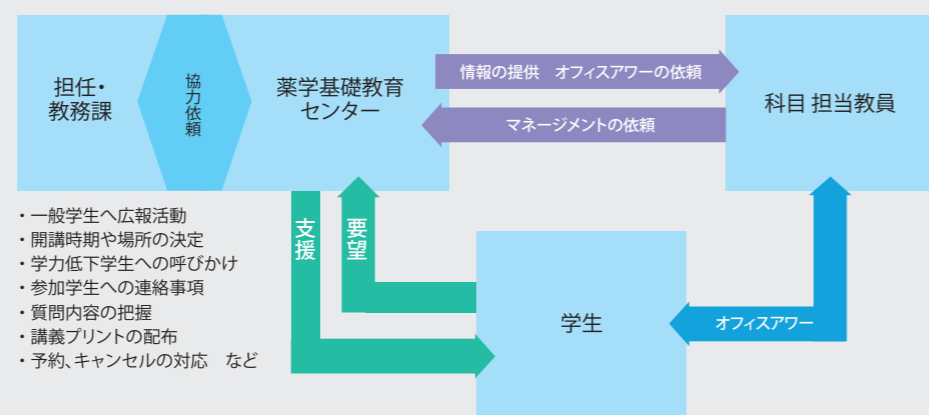 担任・
教務課
協力依頼
薬学基礎教育
センター
情報の提供　オフィスアワーの依頼
マネージメントの依頼
科目 担当教員
・一般学生へ広報活動
・開講時期や場所の決定
・学力低下学生への呼びかけ
・参加学生への連絡事項
・質問内容の把握
・講義プリントの配布
・予約、キャンセルの対応　など
支援
要望
学生
オフィスアワー